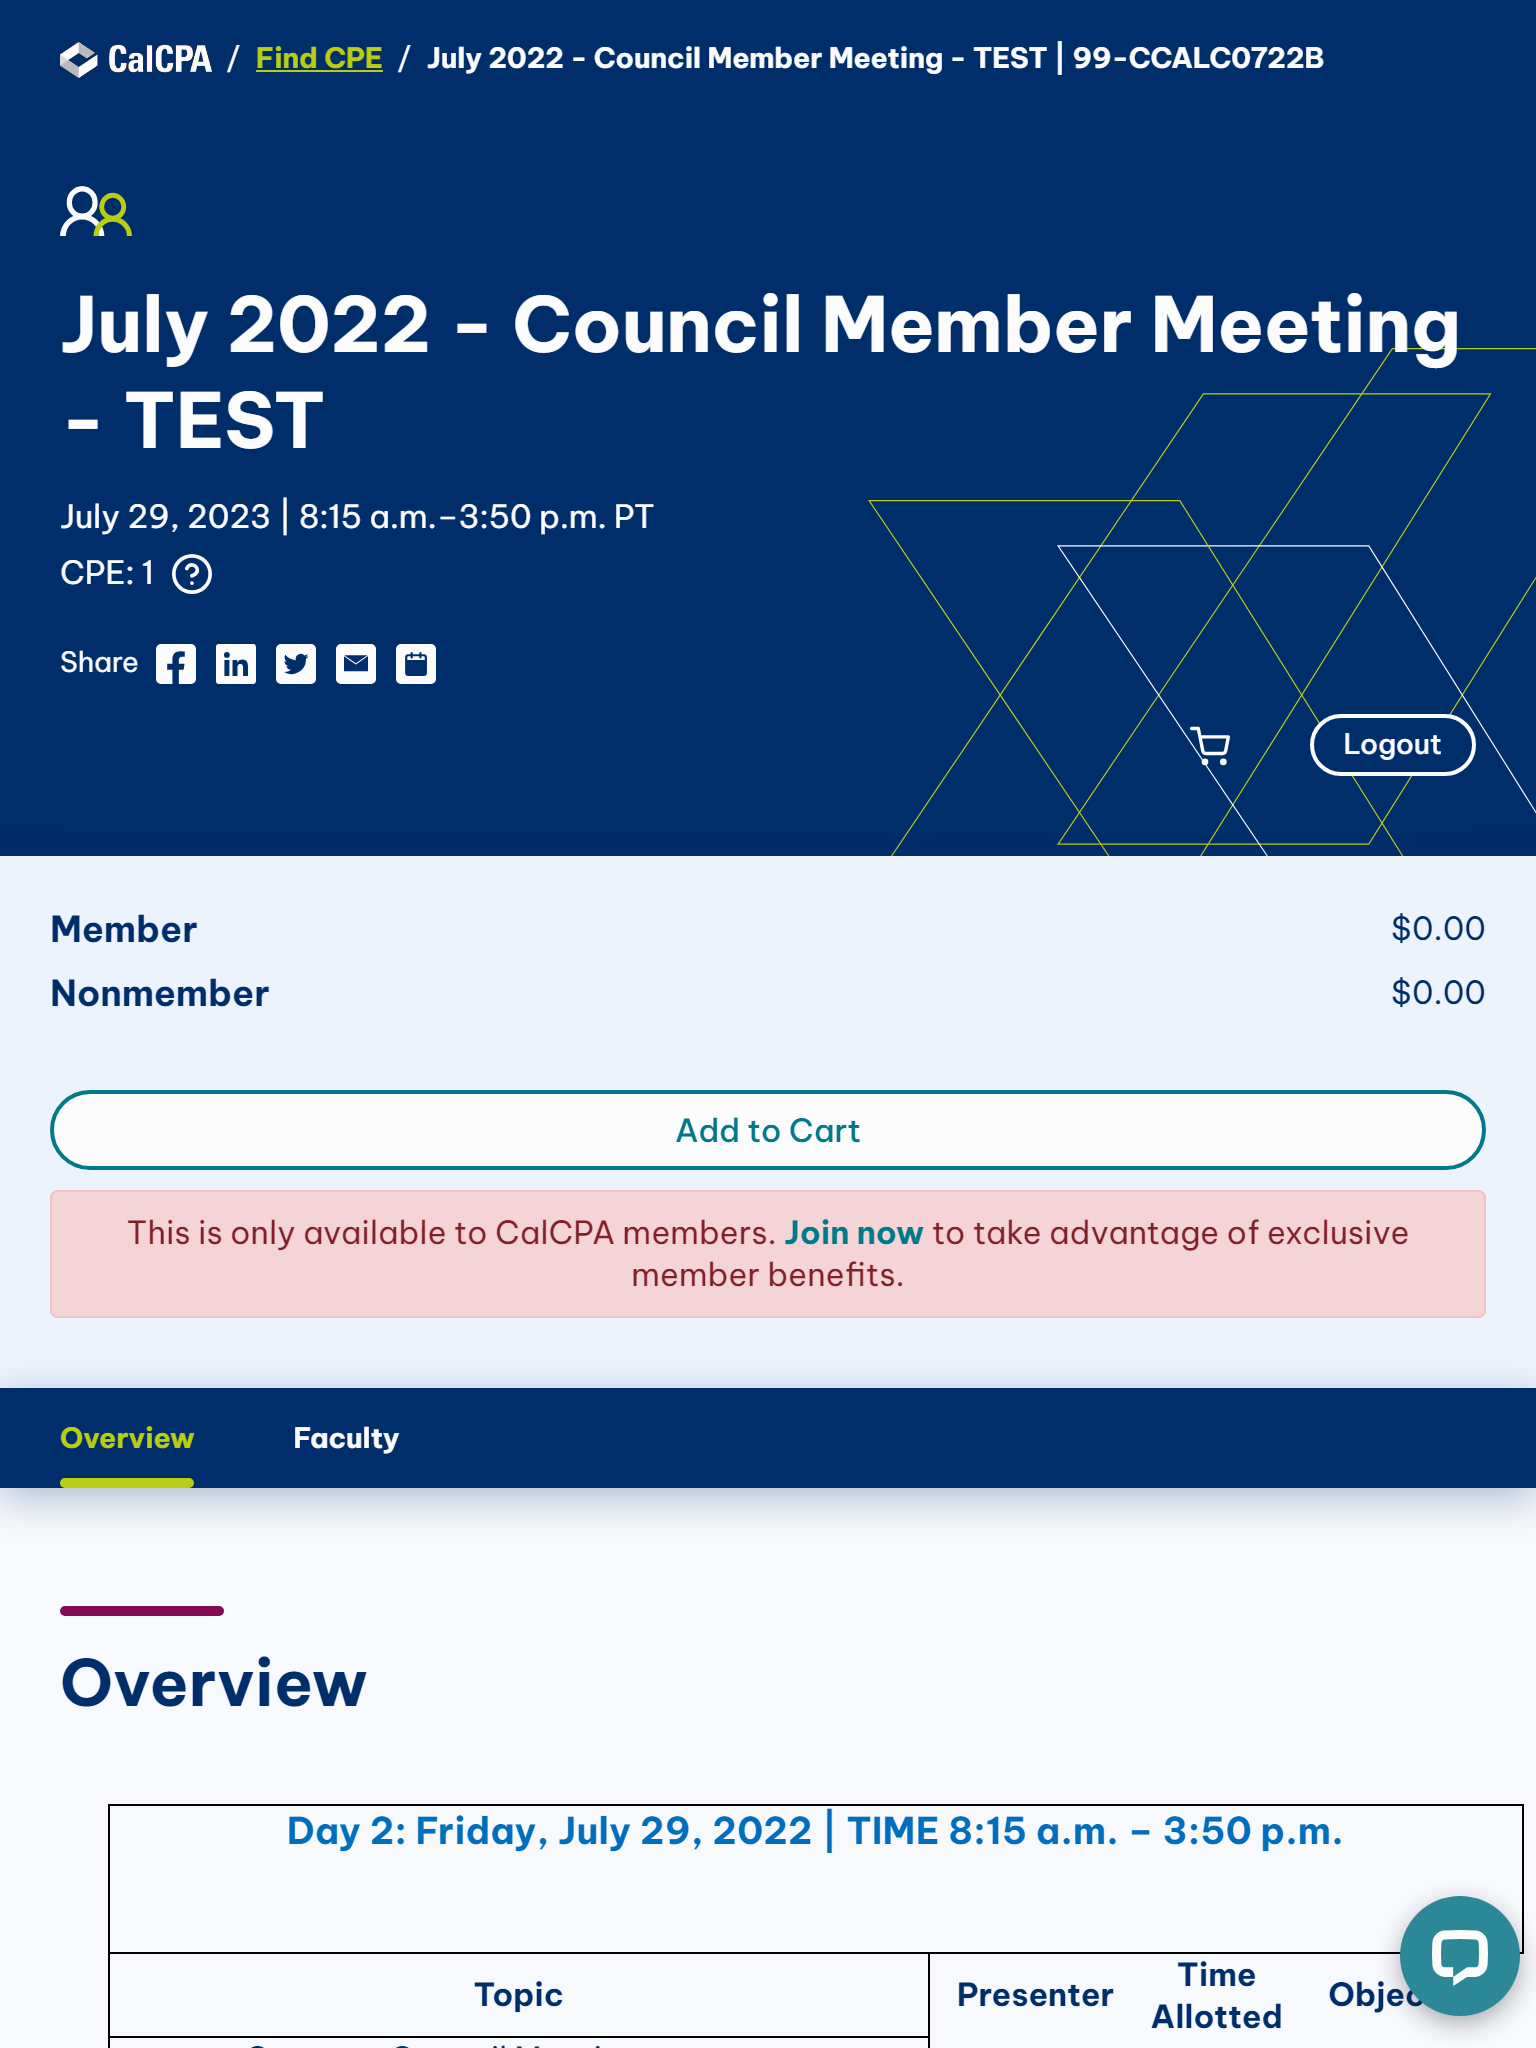 CalCPA / Find CPE / July 2022 - Council Member Meeting - TEST | 99-CCALC0722B
July 2022 - Council Member Meeting
- TEST
July 29, 2023 | 8:15 a.m.–3:50 p.m. PT
CPE: 1
Share
Logout
Member $0.00
Nonmember $0.00
Add to Cart
This is only available to CalCPA members. Join now to take advantage of exclusive
member benefits.
Overview Faculty
Overview
Day 2: Friday, July 29, 2022 | TIME 8:15 a.m. – 3:50 p.m.
Topic
Presenter
Time
Allotted